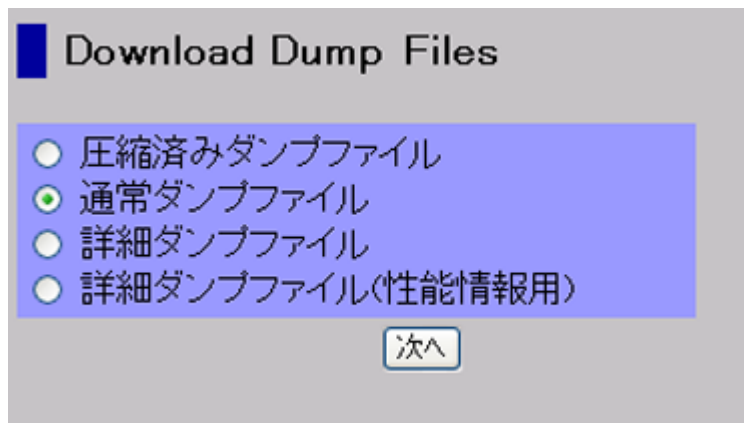 Download Dump Files
圧縮済みダンプファイル
通常ダンプファイル
詳細ダンプファイル
詳細ダンプファイル(性能情報用)
次へ